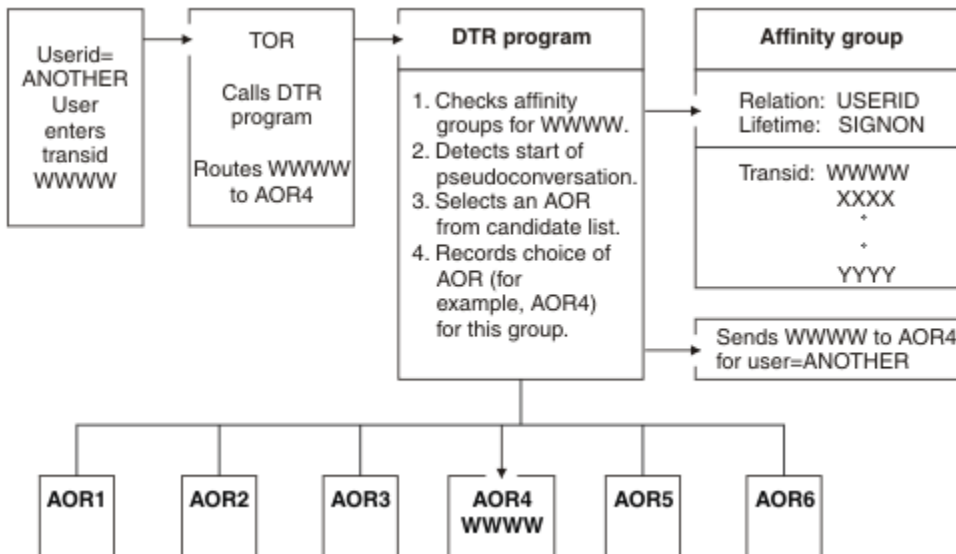 Userid=
ANOTHER
User
enters
transid
WWWW
TOR
Calls DTR
program
Routes WWWW
to AOR4
DTR program
1. Checks affinity
groups for WWWW.
2. Detects start of
pseudoconversation.
3. Selects an AOR
from candidate list.
4. Records choice of
AOR (for
example, AOR4)
for this group.
Affinity group
Relation: USERID
Lifetime: SIGNON
Transid: WWWW
XXXX
YYYY
Sends WWWW to AOR4
for user=ANOTHER
AOR1
AOR2
AOR3
AOR4
WWWW
AOR5
AOR6